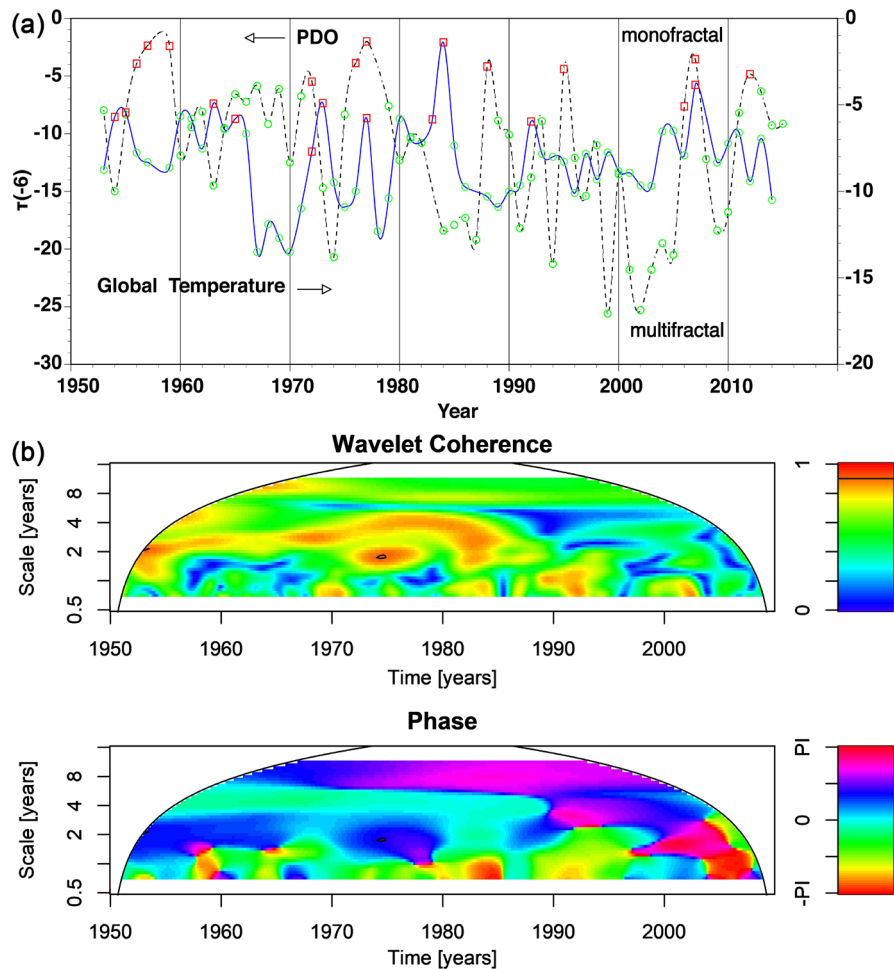 (a)
0
-5
-10
-15
-20
-25
-30
τ(-6)
PDO
monofractal
Global Temperature
multifractal
0
-5
-10
-15
-20
1950 1960 1970 1980 1990 2000 2010
Year
(b)
Wavelet Coherence
Scale [years]
8
4
2
0.5
1
0
1950 1960 1970 1980 1990 2000
Time [years]
Phase
Scale [years]
8
4
2
0.5
PI
0
-PI
1950 1960 1970 1980 1990 2000
Time [years]